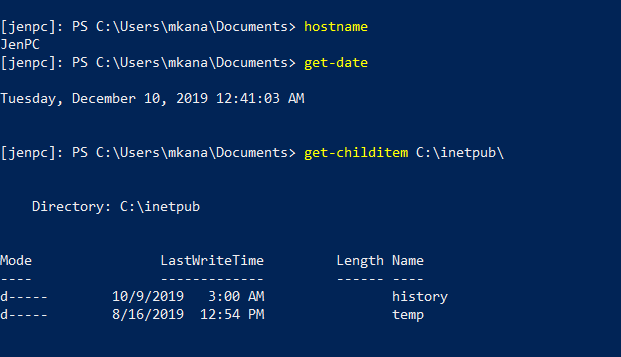 [jenpc]: PS C:\Users\mkana\Documents> hostname
JenPC
[jenpc]: PS C:\Users\mkana\Documents> get-date
Tuesday, December 10, 2019 12:41:03 AM
[jenpc]: PS C:\Users\mkana\Documents> get-childitem C:\inetpub\
Directory: C:\inetpub
Mode                LastWriteTime         Length Name
----                -------------         ------ ----
d-----        10/9/2019   3:00 AM                history
d-----        8/16/2019  12:54 PM                temp